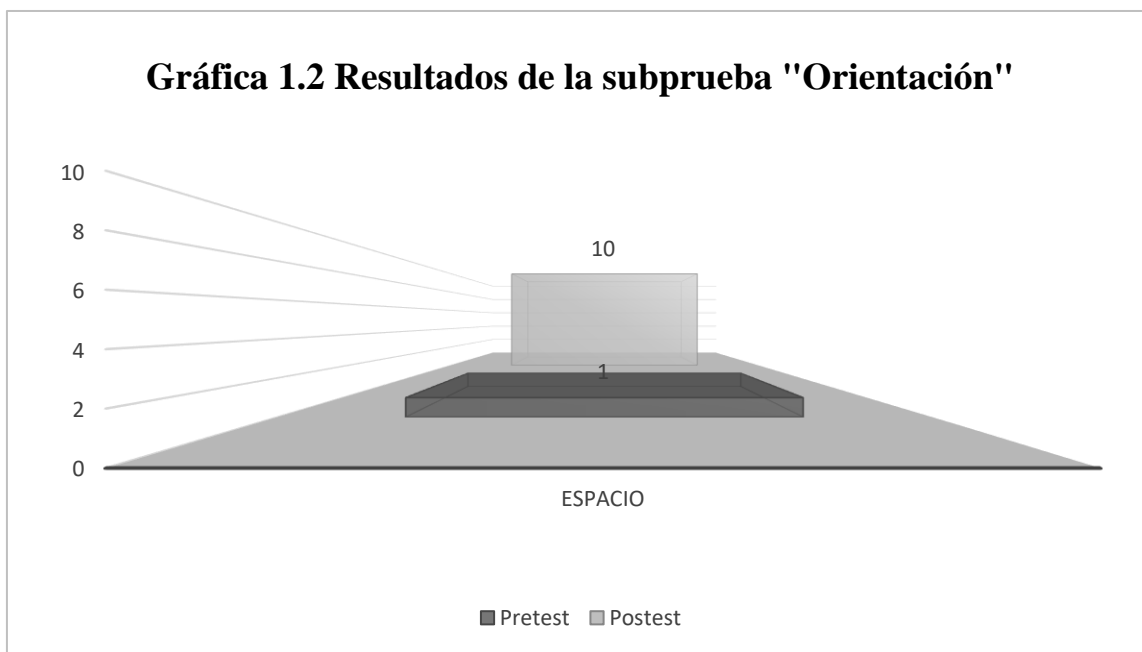 Gráfica 1.2 Resultados de la subprueba "Orientación"
10
8
6
4
2
0
10
1
ESPACIO
Pretest Postest